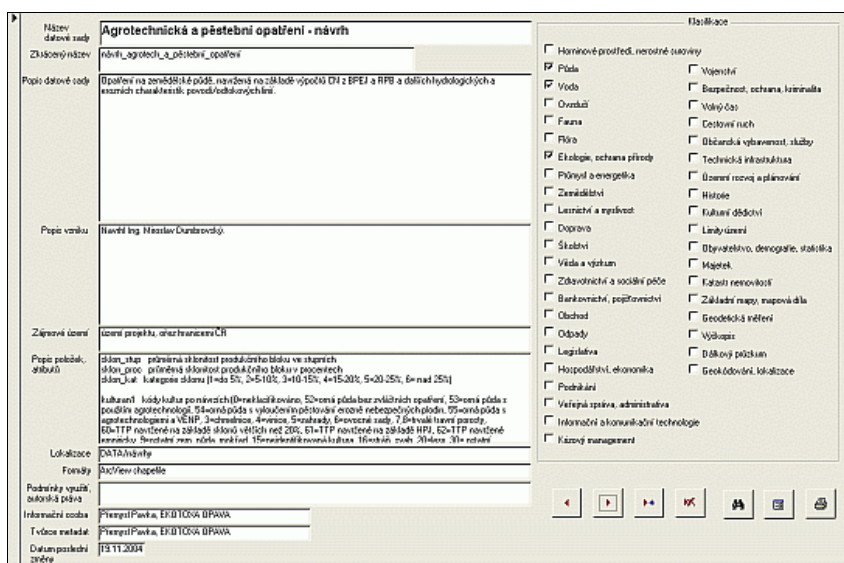 Název datové sady
Agrotechnická a pěstební opatření - návrh
Zkrácený název
návrh_agrotech_a_pěstební_opatření
Popis datové sady
Opatření na zemědělské půdě, navržená na základě výpočtů CN z BPEJ a RPB a dalších hydrologických a
erozních charakteristik povodí/odtokových linií.
Popis vzniku
Navrhl Ing. Miroslav Dumbrovský.
Zájmové území
území projektu, ořez hranicemi ČR
Popis položek, atributů
sklon_stup průměrná sklonitost produkčního bloku ve stupních
sklon_proc průměrná sklonitost produkčního bloku v procentech
sklon_kat kategorie sklonu (1=do 5%, 2=5-10%, 3=10-15%, 4=15-20%, 5=20-25%, 6= nad 25%)
kulturan1 kódy kultur po návrzích(0=neklasifikováno, 52=orná půda bez zvláštních opatření, 53=orná půda s
použitím agrotechnologií, 54=orná půda s vyloučením pěstování erozně nebezpečných plodin, 55=orná půda s
agrotechnologiemi a VENP, 3=chmelnice, 4=vinice, 5=zahrady, 6=ovocné sady, 7,8=trvalé travní porosty,
60=TTP navržené na základě sklonů větších než 20%, 61=TTP navržené na základě HPJ, 62=TTP navržené
Lokalizace
DATA/návrhy
Formáty
ArcView shapefile
Podmínky využití, autorská práva
Informační osoba
Přemysl Pavka, EKOTOXA OPAVA
Tvůrce metadat
Přemysl Pavka, EKOTOXA OPAVA
Datum poslední změny
19.11.2004
Klasifikace
Horninové prostředí, nerostné suroviny
Půda
Voda
Ovzduší
Fauna
Flóra
Ekologie, ochrana přírody
Průmysl a energetika
Zemědělství
Lesnictví a myslivost
Doprava
Školství
Věda a výzkum
Zdravotnictví a sociální péče
Bankovnictví, pojišťovnictví
Obchod
Odpady
Legislativa
Hospodářství, ekonomika
Podnikání
Veřejná správa, administrativa
Informační a komunikační technologie
Krizový management
Vojenství
Bezpečnost, ochrana, kriminalita
Volný čas
Cestovní ruch
Občanská vybavenost, služby
Technická infrastruktura
Územní rozvoj a plánování
Historie
Kulturní dědictví
Limity území
Obyvatelstvo, demografie, statistika
Majetek
Katastr nemovitostí
Základní mapy, mapová díla
Geodetická měření
Výškopis
Dálkový průzkum
Geokódování, lokalizace